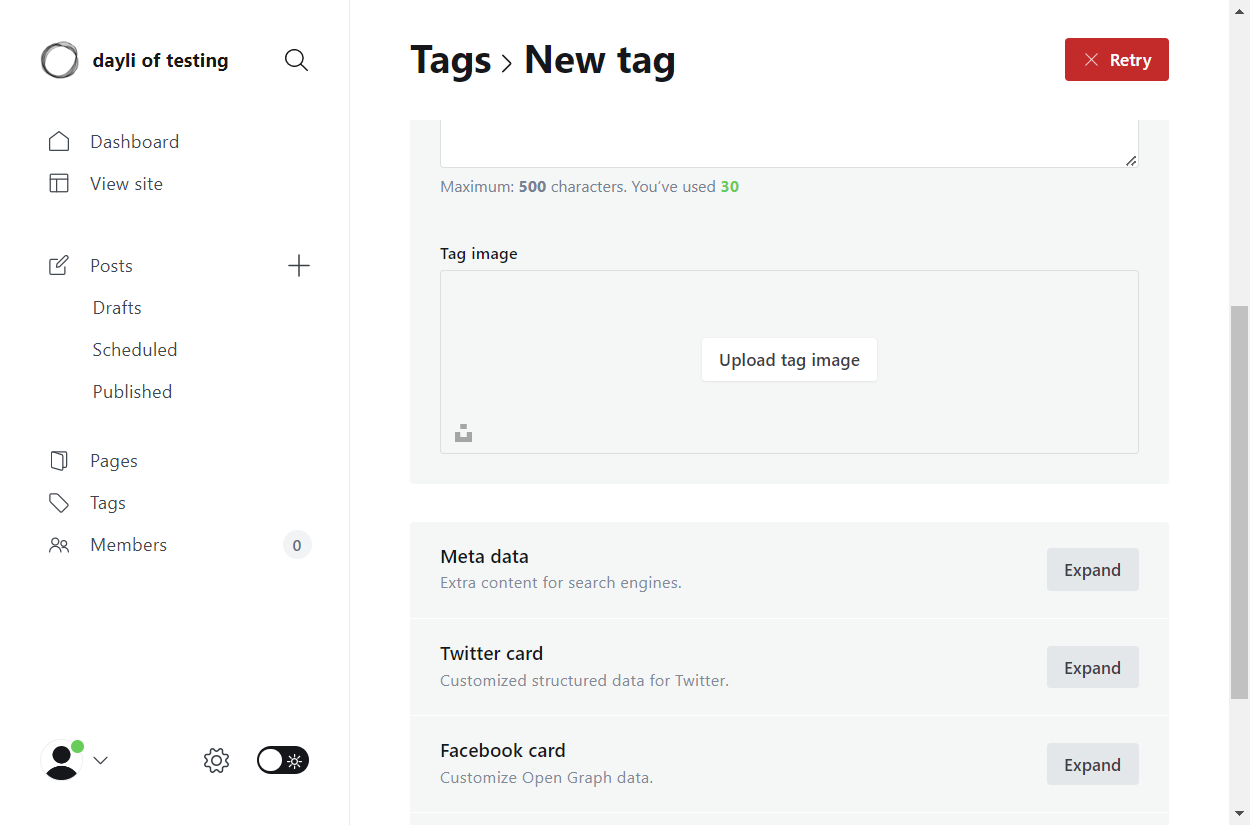 dayli of testing
Dashboard
View site
Posts
Drafts
Scheduled
Published
Pages
Tags
Members
0
Tags
New tag
Retry
Maximum: 500 characters. You’ve used 30
Tag image
Upload tag image
Meta data
Extra content for search engines.
Expand
Twitter card
Customized structured data for Twitter.
Expand
Facebook card
Customize Open Graph data.
Expand